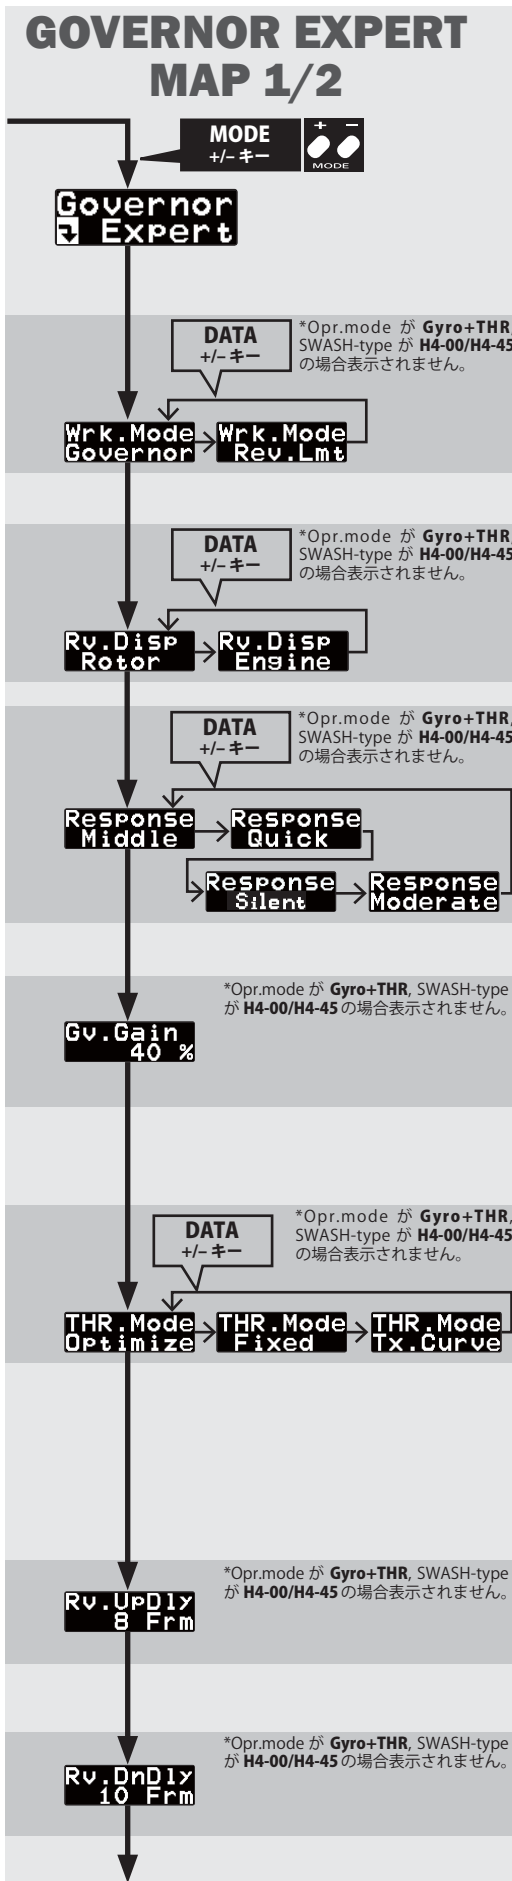 GOVERNOR EXPERT
MAP 1/2
MODE
+/– キー
+ –
MODE
Governor
Expert
DATA
+/– キー
*Opr.mode が Gyro+THR,
SWASH-type が H4-00/H4-45
の場合表示されません。
Wrk.Mode
Governor
Wrk.Mode
Rev.Lmt
DATA
+/– キー
*Opr.mode が Gyro+THR,
SWASH-type が H4-00/H4-45
の場合表示されません。
Rv.Disp
Rotor
Rv.Disp
Engine
DATA
+/– キー
*Opr.mode が Gyro+THR,
SWASH-type が H4-00/H4-45
の場合表示されません。
Response
Middle
Response
Quick
Response
Silent
Response
Moderate
*Opr.mode が Gyro+THR, SWASH-type
が H4-00/H4-45 の場合表示されません。
Gv.Gain
40 %
DATA
+/– キー
*Opr.mode が Gyro+THR,
SWASH-type が H4-00/H4-45
の場合表示されません。
THR.Mode
Optimize
THR.Mode
Fixed
THR.Mode
Tx.Curve
*Opr.mode が Gyro+THR, SWASH-type
が H4-00/H4-45 の場合表示されません。
Rv.UpDly
8 Frm
*Opr.mode が Gyro+THR, SWASH-type
が H4-00/H4-45 の場合表示されません。
Rv.DnDly
10 Frm